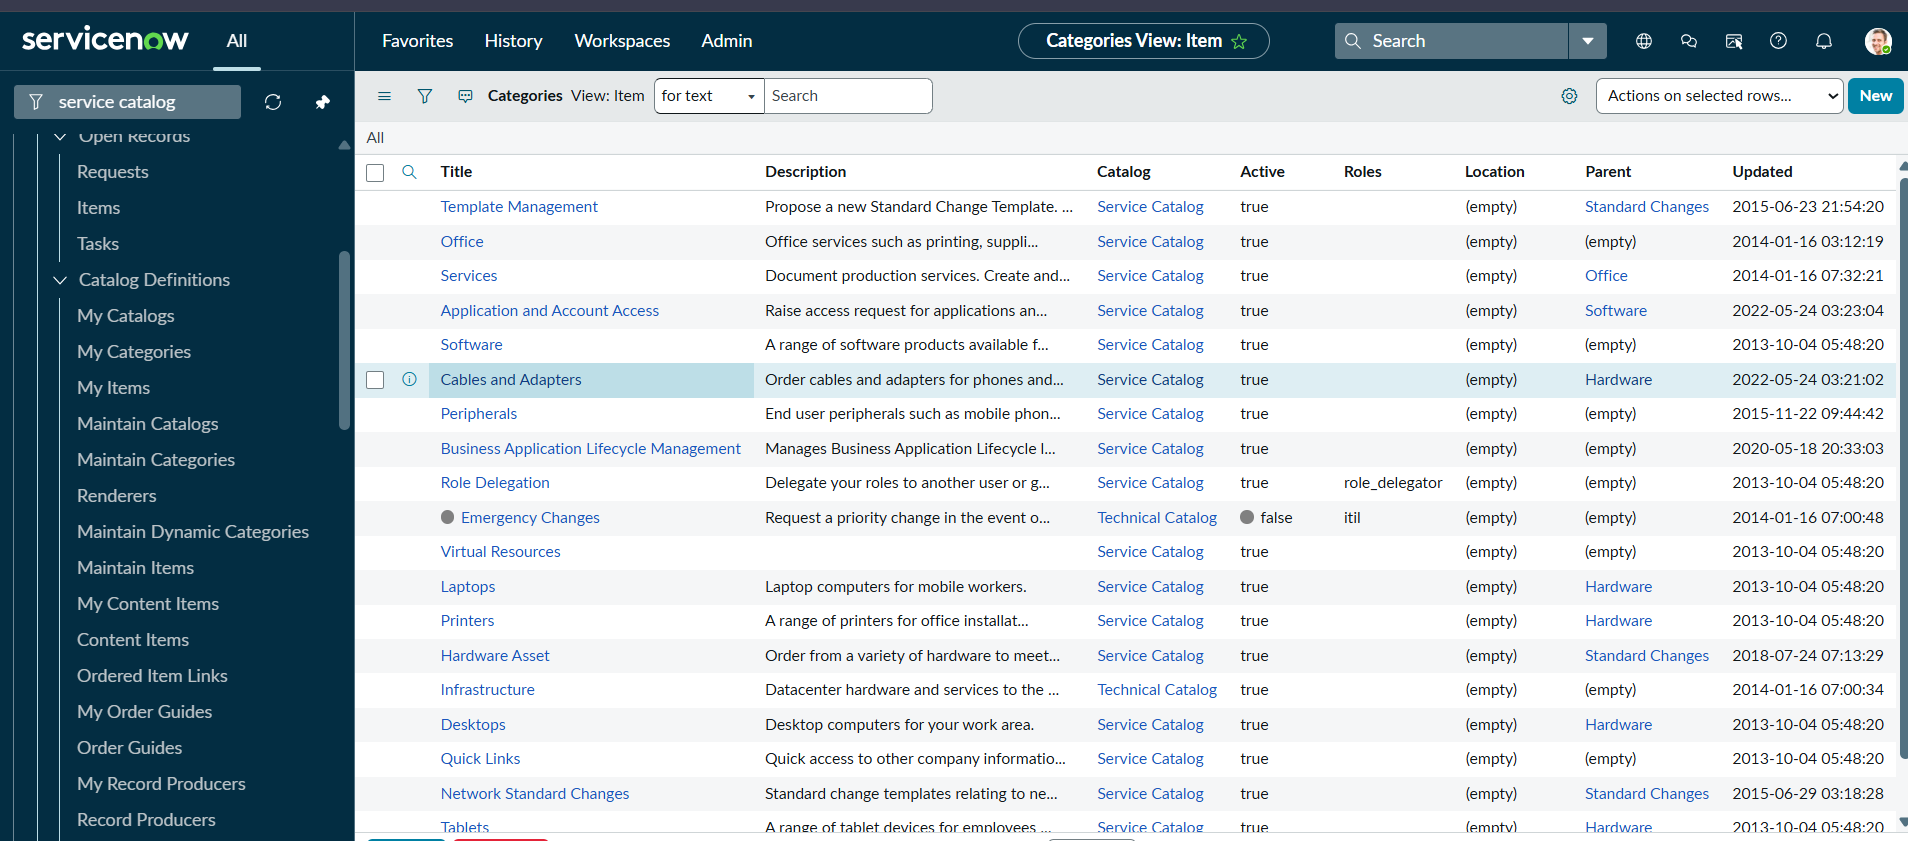 servicenow All Favorites History Workspaces Admin Categories View: Item Search
service catalog
Open Records
Requests
Items
Tasks
Catalog Definitions
My Catalogs
My Categories
My Items
Maintain Catalogs
Maintain Categories
Renderers
Maintain Dynamic Categories
Maintain Items
My Content Items
Content Items
Ordered Item Links
My Order Guides
Order Guides
My Record Producers
Record Producers
Categories View: Item for text Search Actions on selected rows... New
All
Title Description Catalog Active Roles Location Parent Updated
Template Management Propose a new Standard Change Template. ... Service Catalog true (empty) Standard Changes 2015-06-23 21:54:20
Office Office services such as printing, suppli... Service Catalog true (empty) (empty) 2014-01-16 03:12:19
Services Document production services. Create and... Service Catalog true (empty) Office 2014-01-16 07:32:21
Application and Account Access Raise access request for applications an... Service Catalog true (empty) Software 2022-05-24 03:23:04
Software A range of software products available f... Service Catalog true (empty) (empty) 2013-10-04 05:48:20
Cables and Adapters Order cables and adapters for phones and... Service Catalog true (empty) Hardware 2022-05-24 03:21:02
Peripherals End user peripherals such as mobile phon... Service Catalog true (empty) (empty) 2015-11-22 09:44:42
Business Application Lifecycle Management Manages Business Application Lifecycle l... Service Catalog true (empty) (empty) 2020-05-18 20:33:03
Role Delegation Delegate your roles to another user or g... Service Catalog true role_delegator (empty) (empty) 2013-10-04 05:48:20
Emergency Changes Request a priority change in the event o... Technical Catalog false itil (empty) (empty) 2014-01-16 07:00:48
Virtual Resources Service Catalog true (empty) (empty) 2013-10-04 05:48:20
Laptops Laptop computers for mobile workers. Service Catalog true (empty) Hardware 2013-10-04 05:48:20
Printers A range of printers for office installat... Service Catalog true (empty) Hardware 2013-10-04 05:48:20
Hardware Asset Order from a variety of hardware to meet... Service Catalog true (empty) Standard Changes 2018-07-24 07:13:29
Infrastructure Datacenter hardware and services to the ... Technical Catalog true (empty) (empty) 2014-01-16 07:00:34
Desktops Desktop computers for your work area. Service Catalog true (empty) Hardware 2013-10-04 05:48:20
Quick Links Quick access to other company informatio... Service Catalog true (empty) (empty) 2013-10-04 05:48:20
Network Standard Changes Standard change templates relating to ne... Service Catalog true (empty) Standard Changes 2015-06-29 03:18:28
Tablets A range of tablet devices for employees ... Service Catalog true (empty) Hardware 2013-10-04 05:48:20